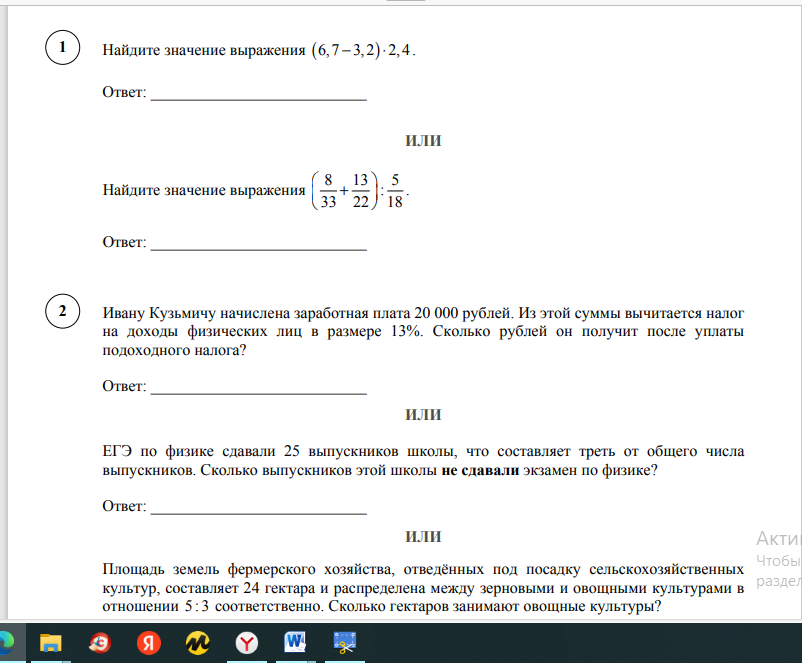 1
Найдите значение выражения (6,7−3,2)·2,4.
Ответ: ___________________________
ИЛИ
Найдите значение выражения (8/33+13/22):5/18.
Ответ: ___________________________
2
Ивану Кузьмичу начислена заработная плата 20 000 рублей. Из этой суммы вычитается налог
на доходы физических лиц в размере 13%. Сколько рублей он получит после уплаты
подоходного налога?
Ответ: ___________________________
ИЛИ
ЕГЭ по физике сдавали 25 выпускников школы, что составляет треть от общего числа
выпускников. Сколько выпускников этой школы не сдавали экзамен по физике?
Ответ: ___________________________
ИЛИ
Площадь земель фермерского хозяйства, отведённых под посадку сельскохозяйственных
культур, составляет 24 гектара и распределена между зерновыми и овощными культурами в
отношении 5:3 соответственно. Сколько гектаров занимают овощные культуры?
Акти
Чтобы
раздел
Я
Y
W